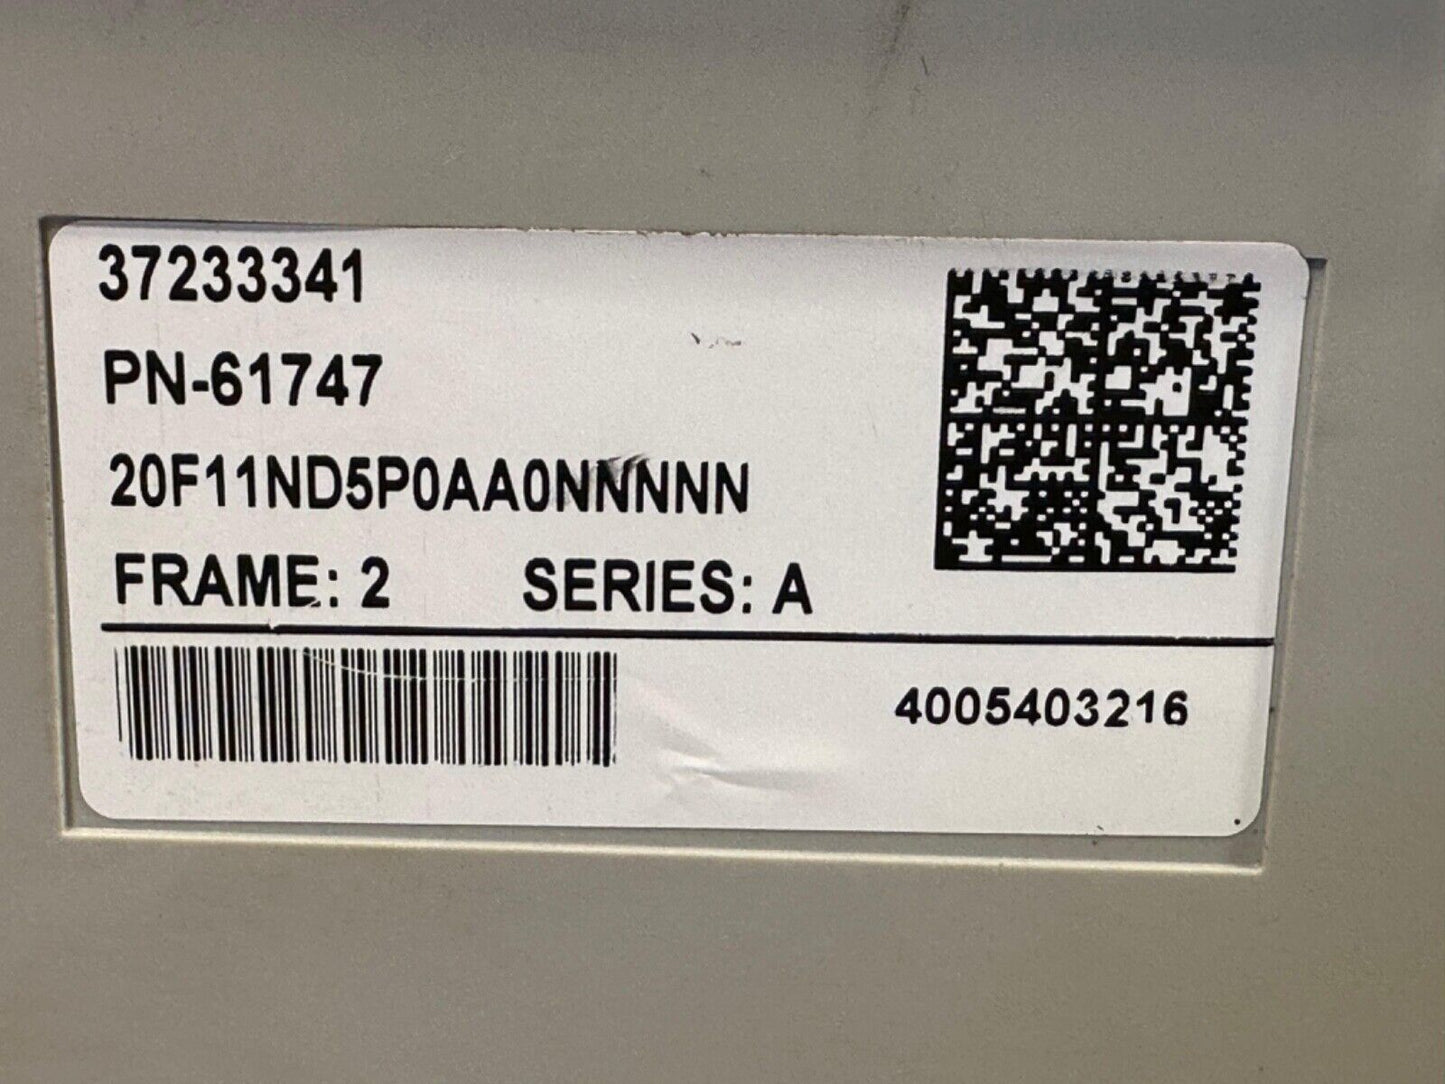 37233341
PN-61747
20F11ND5P0AA0NNNNN
FRAME: 2 SERIES: A
4005403216